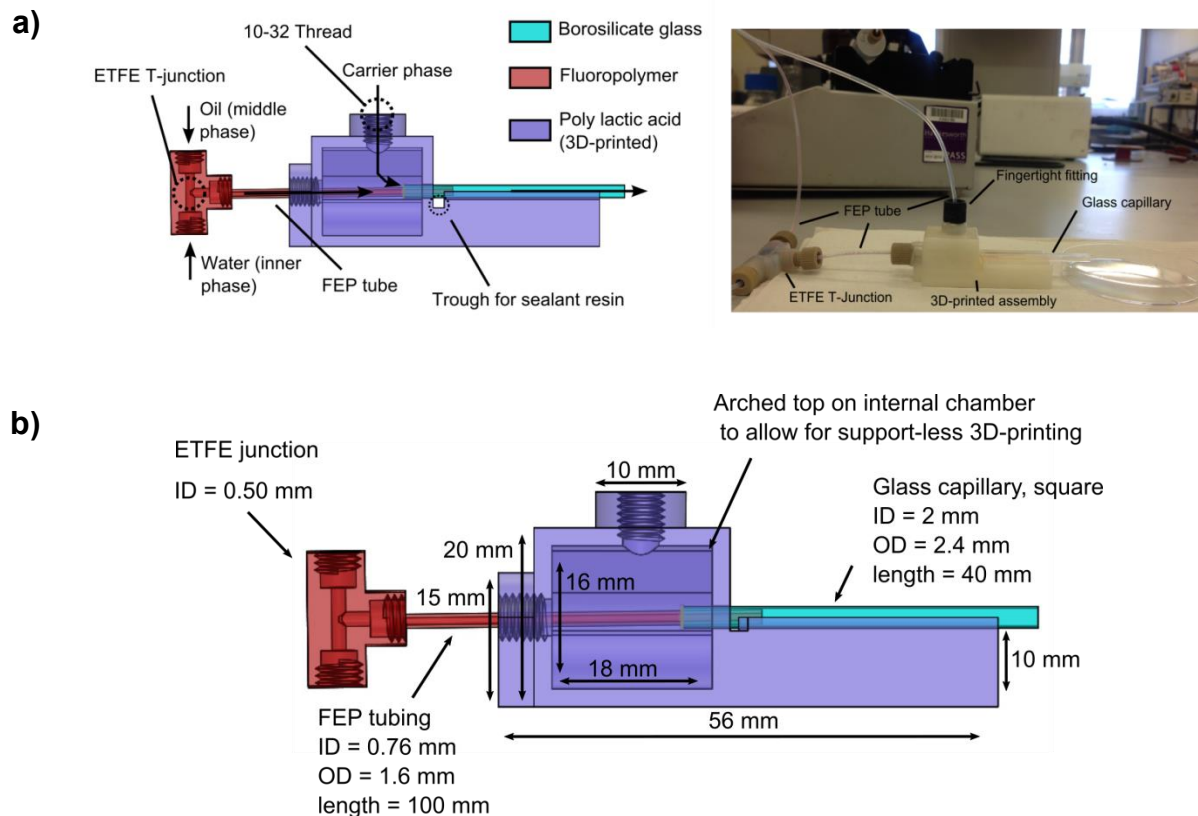 a)
10-32 Thread
ETFE T-junction
Carrier phase
Oil (middle
phase)
Water (inner
phase)
FEP tube
Trough for sealant resin
Borosilicate glass
Fluoropolymer
Poly lactic acid
(3D-printed)
PASS
Fingertight fitting
FEP tube
Glass capillary
ETFE T-Junction
3D-printed assembly
b)
ETFE junction
ID = 0.50 mm
Arched top on internal chamber
to allow for support-less 3D-printing
10 mm
Glass capillary, square
ID = 2 mm
OD = 2.4 mm
length = 40 mm
20 mm
15 mm
16 mm
18 mm
10 mm
56 mm
FEP tubing
ID = 0.76 mm
OD = 1.6 mm
length = 100 mm